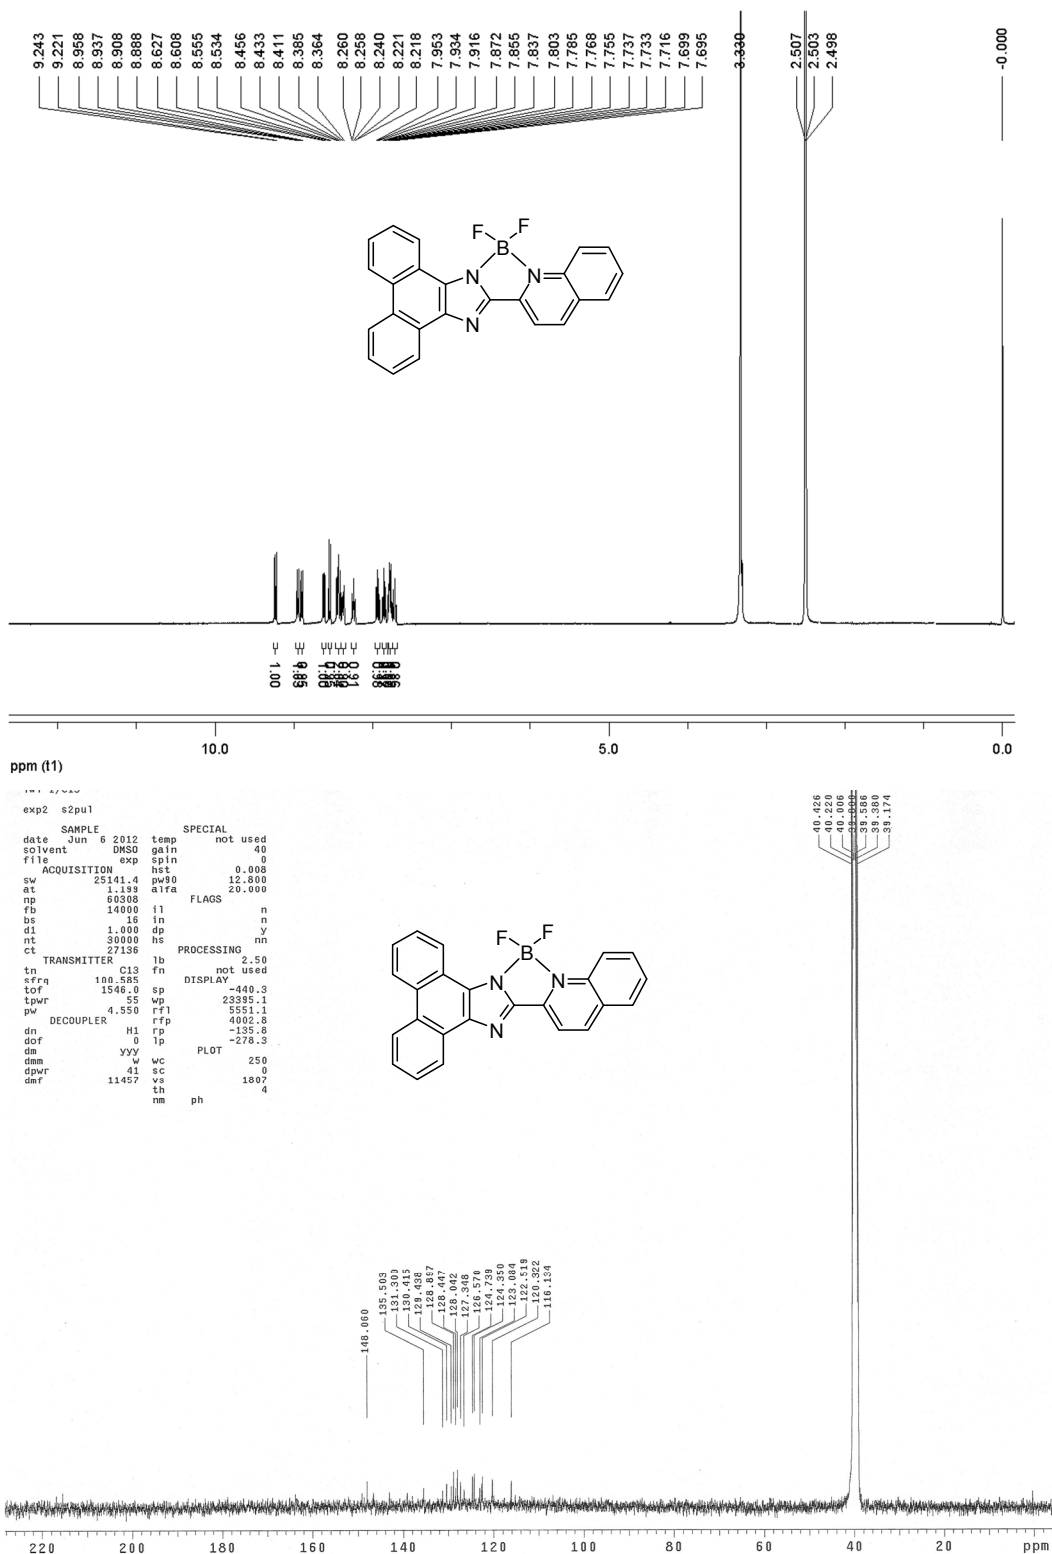 9.243
9.221
8.958
8.937
8.908
8.888
8.627
8.608
8.555
8.534
8.456
8.433
8.411
8.385
8.364
8.260
8.258
8.240
8.221
8.218
7.953
7.934
7.916
7.872
7.855
7.837
7.803
7.785
7.768
7.755
7.737
7.733
7.716
7.699
7.695
3.330
2.507
2.503
2.498
-0.000
F F
B
N N
N
1.00
1.00
0.91
0.98
0.86
10.0 5.0 0.0
ppm (t1)
exp2 s2pul
SAMPLE SPECIAL
date Jun 6 2012 temp not used
solvent DMSO gain 40
file exp spin 0
ACQUISITION hst 0.008
sw 25141.4 pw90 12.800
at 1.199 alfa 20.000
np 60308 FLAGS
fb 14000 il n
bs 16 in n
d1 1.000 dp y
nt 30000 hs nn
ct 27136 PROCESSING
TRANSMITTER lb 2.50
tn C13 fn not used
sfrq 100.585 DISPLAY
tof 1546.0 sp -440.3
tpwr 55 wp 23395.1
pw 4.550 rfl 5551.1
DECOUPLER rfp 4002.8
dn H1 rp -135.8
dof 0 lp -278.3
dm yyy PLOT
dmm w wc 250
dpwr 41 sc 0
dmf 11457 vs 1807
th 4
nm ph
40.426
40.220
40.006
39.586
39.380
39.174
F F
B
N N
N
148.060
135.503
131.300
130.415
129.438
128.897
128.447
128.042
127.348
126.570
124.739
124.350
123.084
122.519
120.322
116.134
220 200 180 160 140 120 100 80 60 40 20 ppm